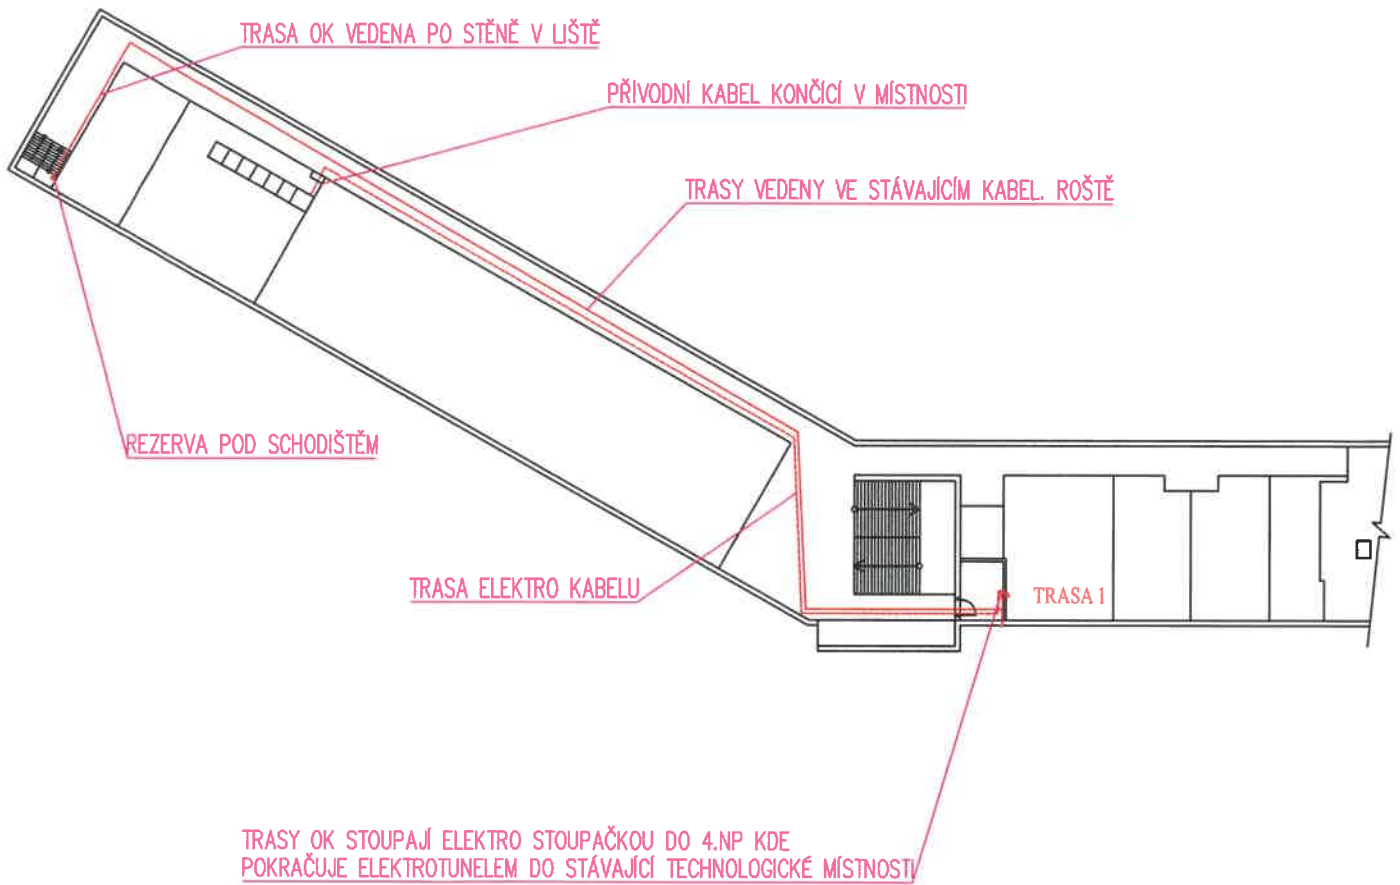 TRASA OK VEDENA PO STĚNĚ V LIŠTĚ
PŘÍVODNÍ KABEL KONČÍCÍ V MÍSTNOSTI
TRASY VEDENY VE STÁVAJÍCÍM KABEL. ROŠTĚ
REZERVA POD SCHODIŠTĚM
TRASA ELEKTRO KABELU
TRASA 1
TRASY OK STOUPAJÍ ELEKTRO STOUPAČKOU DO 4.NP KDE
POKRAČUJE ELEKTROTUNELEM DO STÁVAJÍCÍ TECHNOLOGICKÉ MÍSTNOSTI